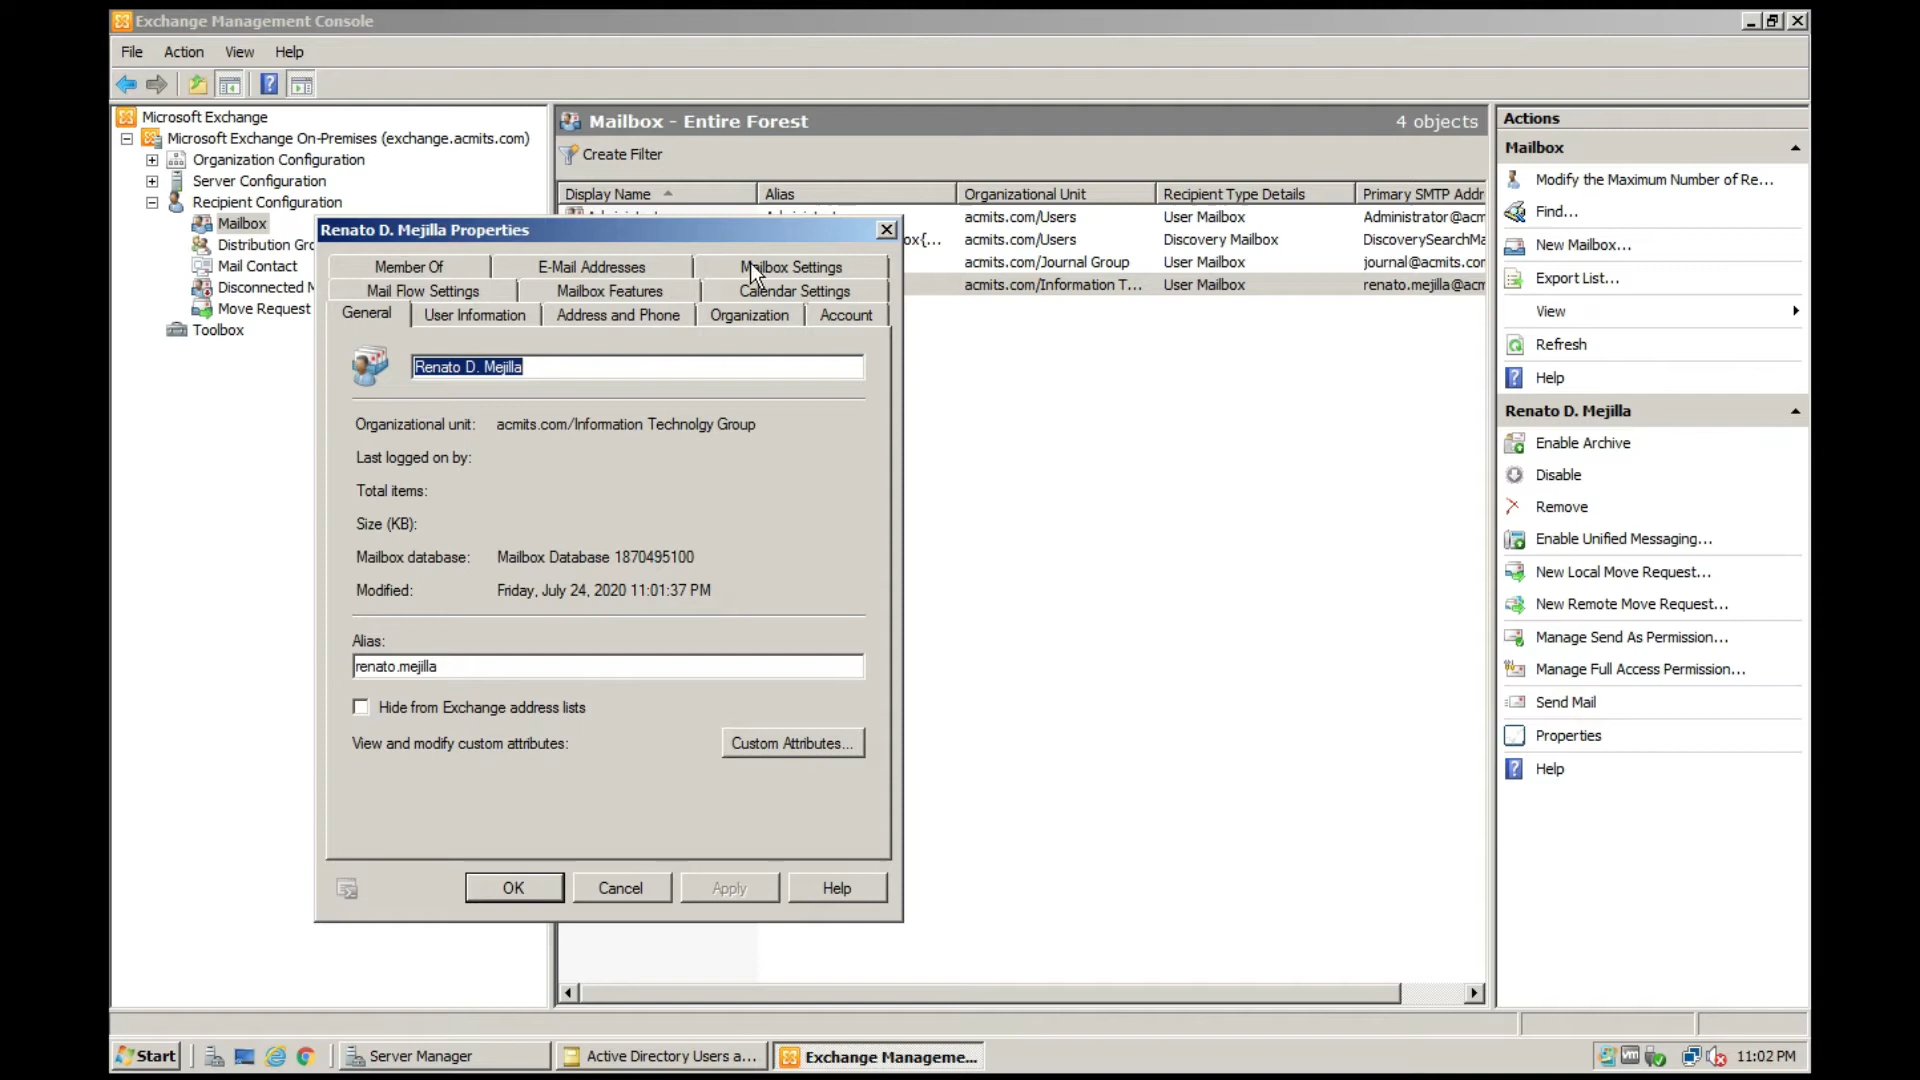 Exchange Management Console
File Action View Help
Microsoft Exchange
Microsoft Exchange On-Premises (exchange.acmits.com)
Organization Configuration
Server Configuration
Recipient Configuration
Mailbox
Distribution Gro
Mail Contact
Disconnected M
Move Request
Toolbox
Mailbox - Entire Forest 4 objects
Create Filter
Display Name Alias Organizational Unit Recipient Type Details Primary SMTP Addr
acmits.com/Users User Mailbox Administrator@acm
ox{... acmits.com/Users Discovery Mailbox DiscoverySearchMa
acmits.com/Journal Group User Mailbox journal@acmits.cor
acmits.com/Information T... User Mailbox renato.mejilla@acm
Renato D. Mejilla Properties
Member Of E-Mail Addresses Mailbox Settings
Mail Flow Settings Mailbox Features Calendar Settings
General User Information Address and Phone Organization Account
Renato D. Mejilla
Organizational unit: acmits.com/Information Technolgy Group
Last logged on by:
Total items:
Size (KB):
Mailbox database: Mailbox Database 1870495100
Modified: Friday, July 24, 2020 11:01:37 PM
Alias:
renato.mejilla
Hide from Exchange address lists
View and modify custom attributes: Custom Attributes...
OK Cancel Apply Help
Actions
Mailbox
Modify the Maximum Number of Re...
Find...
New Mailbox...
Export List...
View
Refresh
Help
Renato D. Mejilla
Enable Archive
Disable
Remove
Enable Unified Messaging...
New Local Move Request...
New Remote Move Request...
Manage Send As Permission...
Manage Full Access Permission...
Send Mail
Properties
Help
Start Server Manager Active Directory Users a... Exchange Manageme... vm 11:02 PM